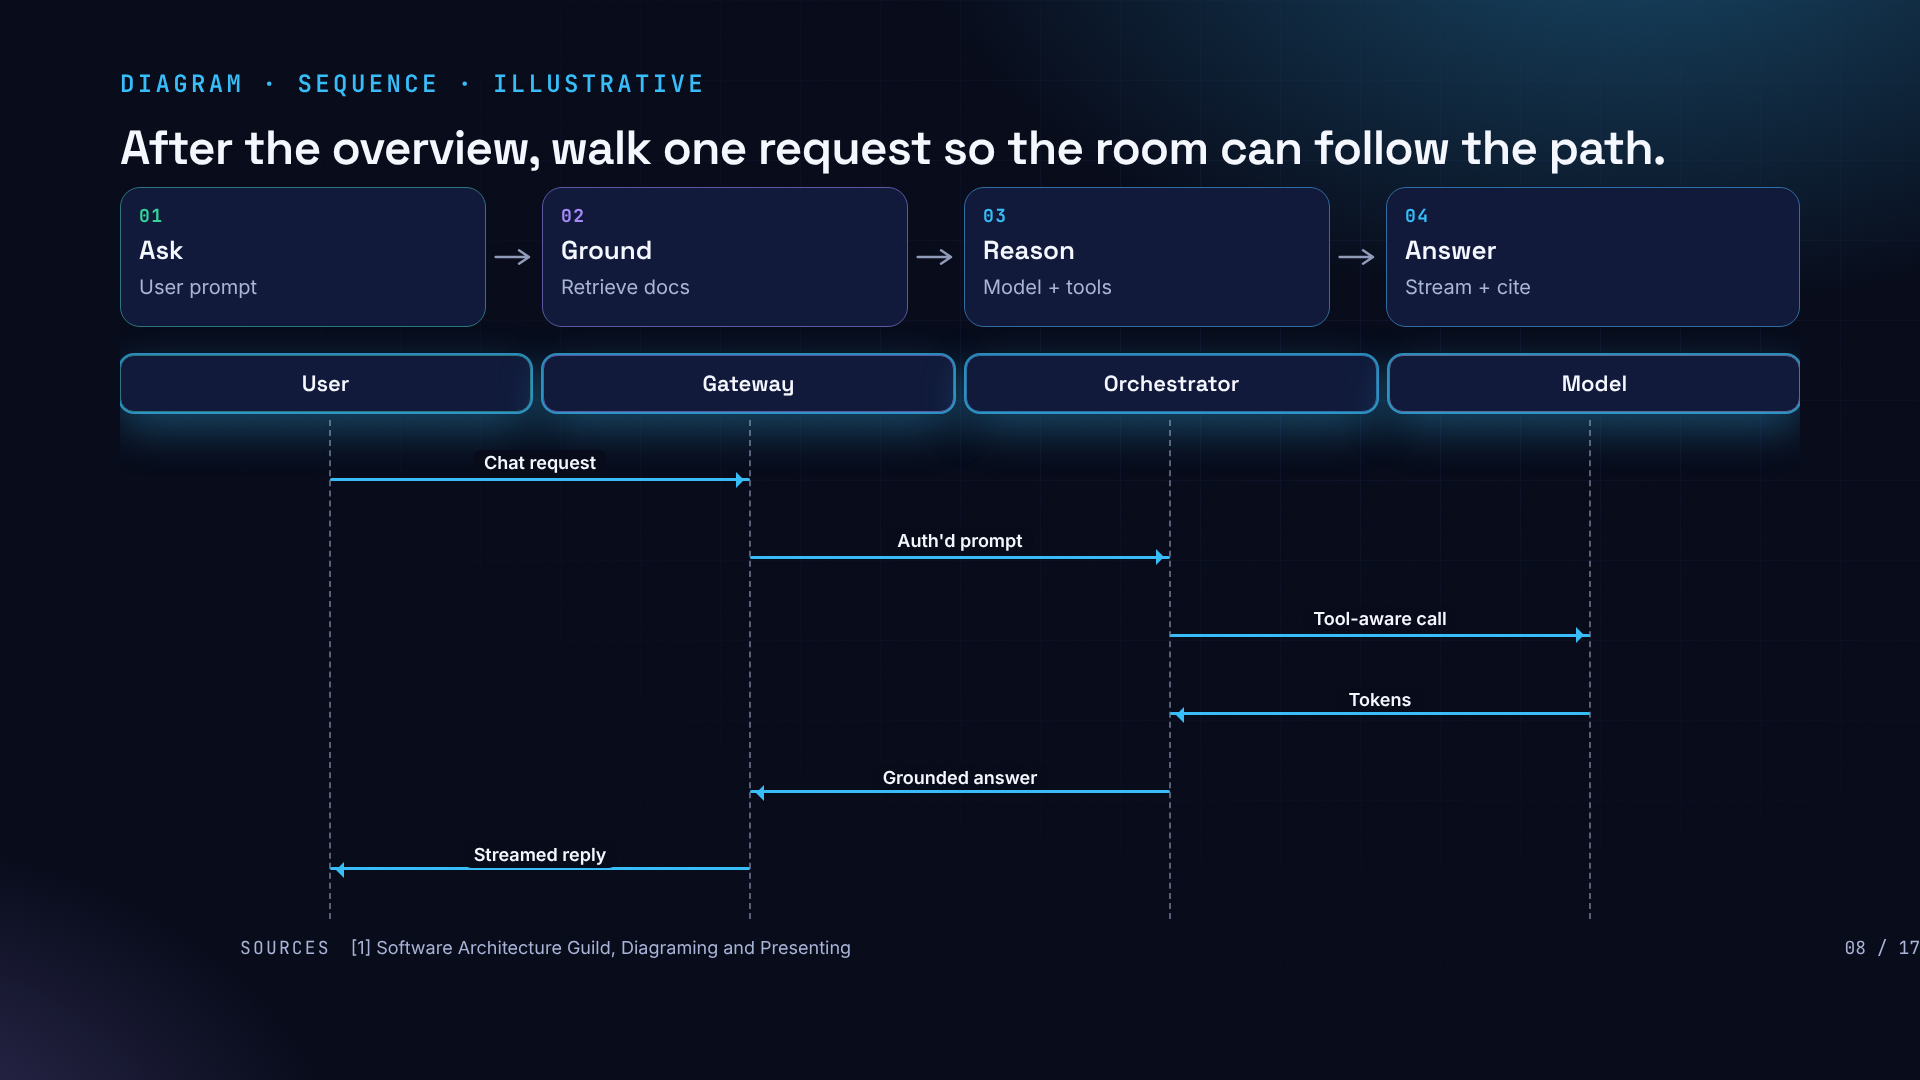 DIAGRAM · SEQUENCE · ILLUSTRATIVE
After the overview, walk one request so the room can follow the path.
01
Ask
User prompt
02
Ground
Retrieve docs
03
Reason
Model + tools
04
Answer
Stream + cite
User
Gateway
Orchestrator
Model
Chat request
Auth'd prompt
Tool-aware call
Tokens
Grounded answer
Streamed reply
SOURCES [1] Software Architecture Guild, Diagraming and Presenting
08 / 17